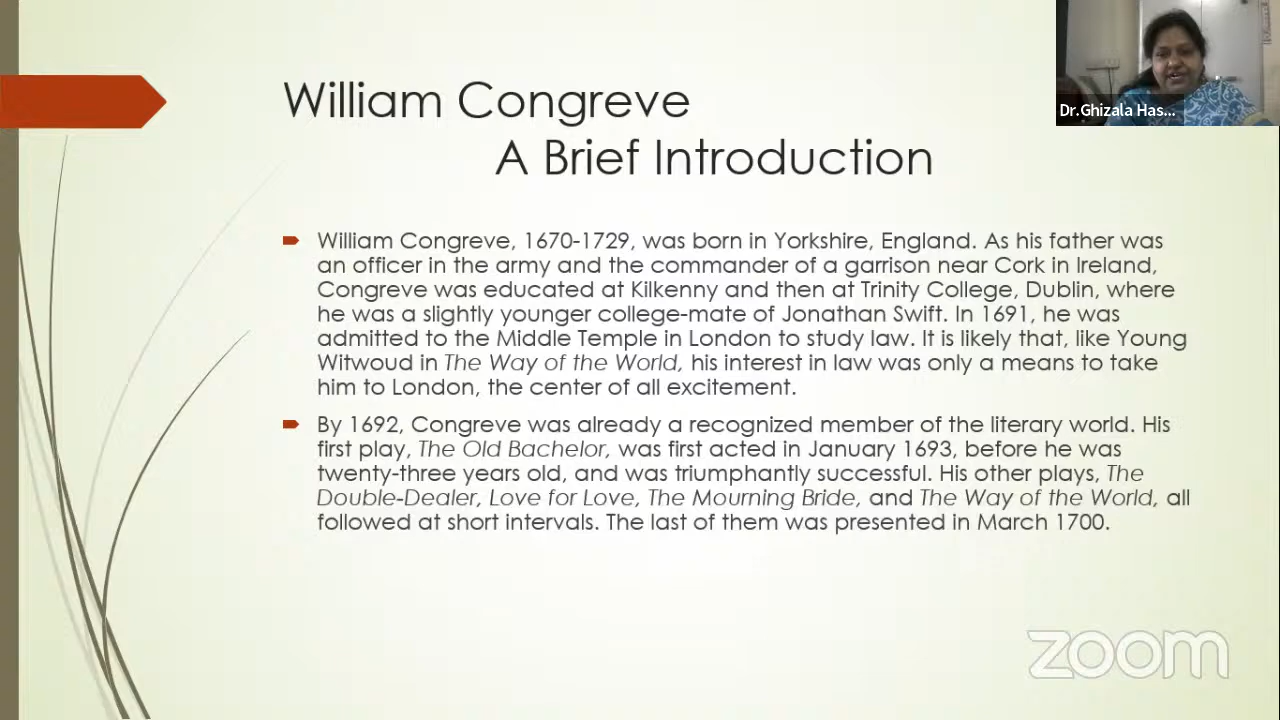 William Congreve
A Brief Introduction
Dr.Ghizala Has...
William Congreve, 1670-1729, was born in Yorkshire, England. As his father was
an officer in the army and the commander of a garrison near Cork in Ireland,
Congreve was educated at Kilkenny and then at Trinity College, Dublin, where
he was a slightly younger college-mate of Jonathan Swift. In 1691, he was
admitted to the Middle Temple in London to study law. It is likely that, like Young
Witwoud in The Way of the World, his interest in law was only a means to take
him to London, the center of all excitement.
By 1692, Congreve was already a recognized member of the literary world. His
first play, The Old Bachelor, was first acted in January 1693, before he was
twenty-three years old, and was triumphantly successful. His other plays, The
Double-Dealer, Love for Love, The Mourning Bride, and The Way of the World, all
followed at short intervals. The last of them was presented in March 1700.
zoom